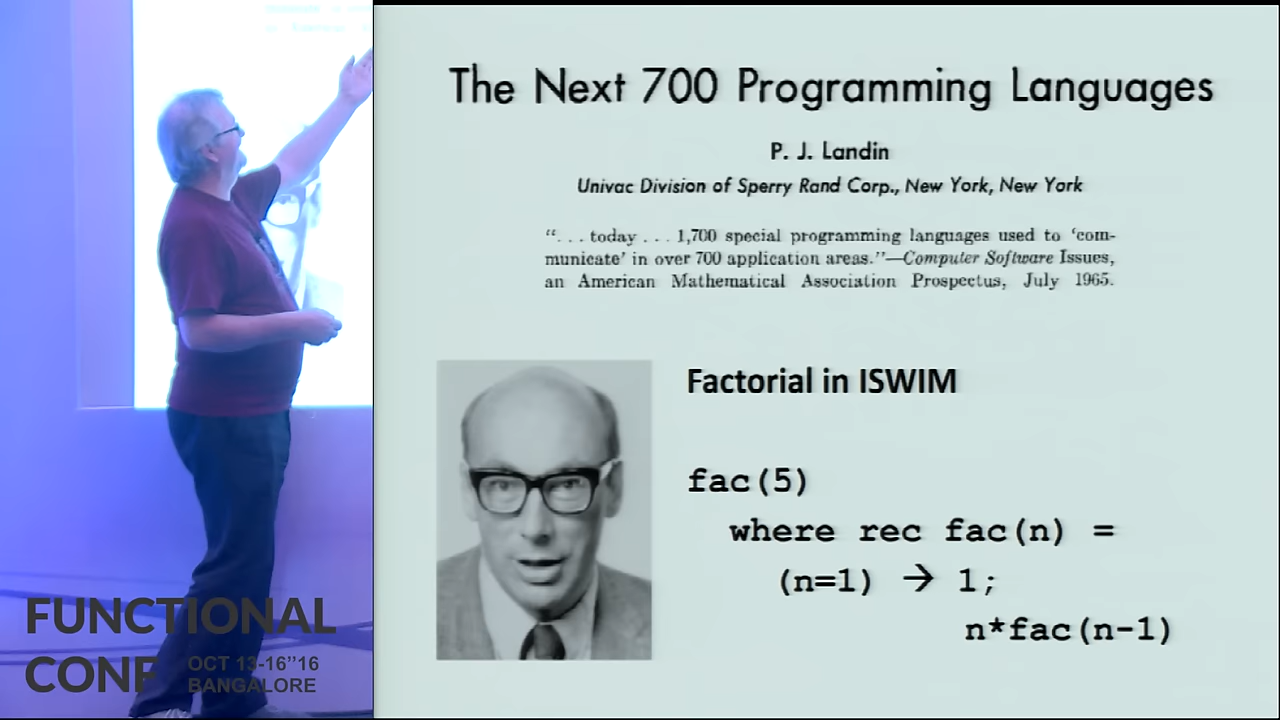 The Next 700 Programming Languages
P. J. Landin
Univac Division of Sperry Rand Corp., New York, New York
“. . . today . . . 1,700 special programming languages used to ‘com-
municate’ in over 700 application areas.”—Computer Software Issues,
an American Mathematical Association Prospectus, July 1965.
Factorial in ISWIM
fac(5)
where rec fac(n) =
(n=1) → 1;
n*fac(n-1)
FUNCTIONAL
CONF
OCT 13-16”16
BANGALORE